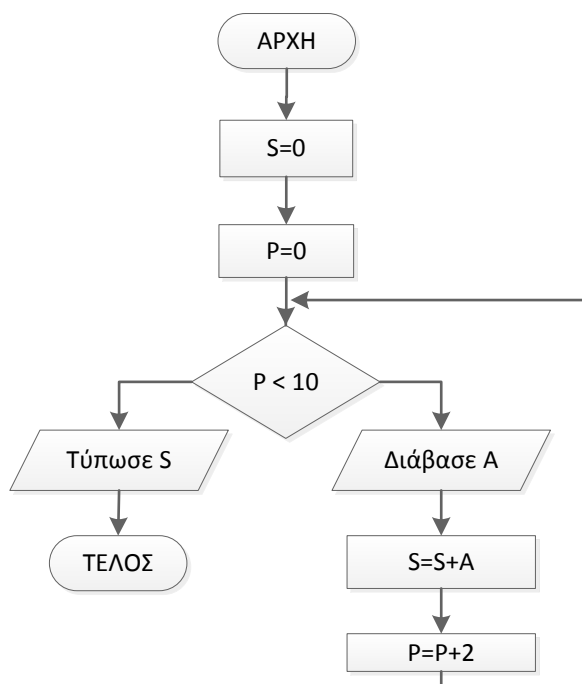 ΑΡΧΗ
S=0
P=0
P < 10
Τύπωσε S
Διάβασε Α
ΤΕΛΟΣ
S=S+A
P=P+2